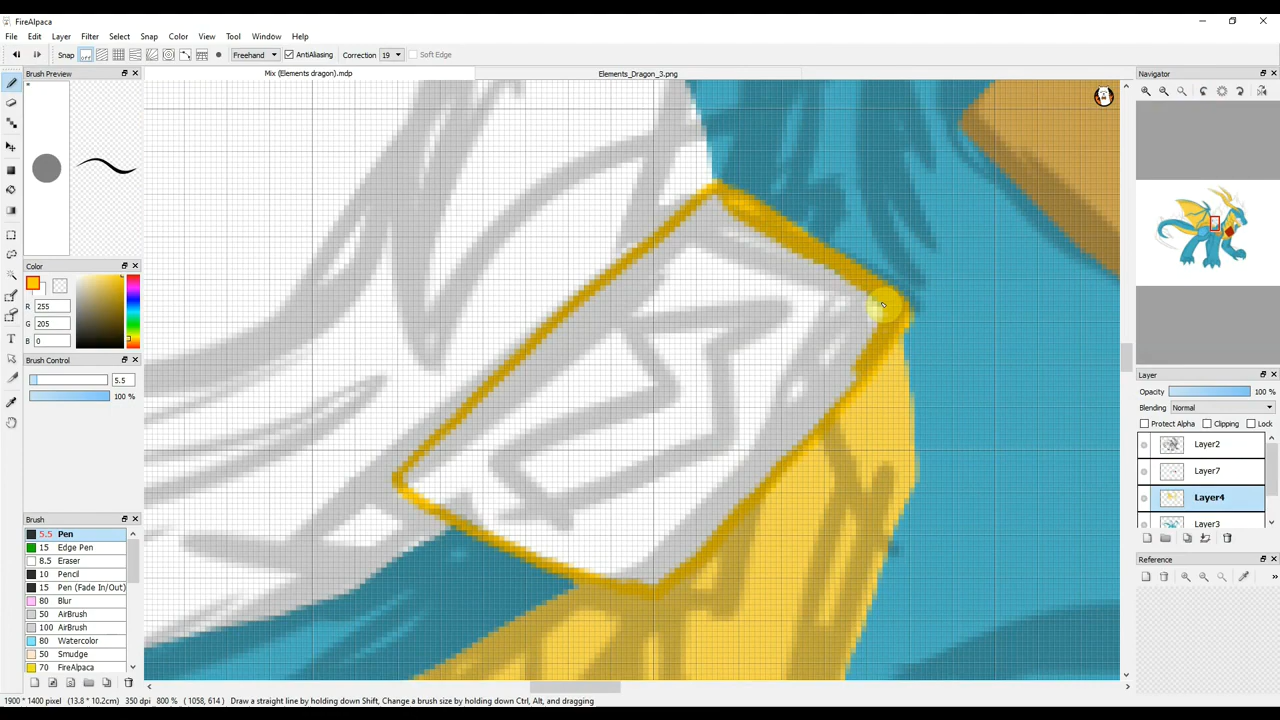 FireAlpaca
File Edit Layer Filter Select Snap Color View Tool Window Help
Snap off Freehand AntiAliasing Correction 19 Soft Edge
Brush Preview
Mix (Elements dragon).mdp
Elements_Dragon_3.png
Navigator
Color
R 255
G 205
B 0
Brush Control
5.5
100 %
Brush
5.5 Pen
15 Edge Pen
8.5 Eraser
10 Pencil
15 Pen (Fade In/Out)
80 Blur
50 AirBrush
100 AirBrush
80 Watercolor
50 Smudge
70 FireAlpaca
Layer
Opacity 100 %
Blending Normal
Protect Alpha Clipping Lock
Layer2
Layer7
Layer4
Layer3
Reference
1900 * 1400 pixel (13.8 * 10.2cm) 350 dpi 800 % ( 1058, 614 ) Draw a straight line by holding down Shift, Change a brush size by holding down Ctrl, Alt, and dragging